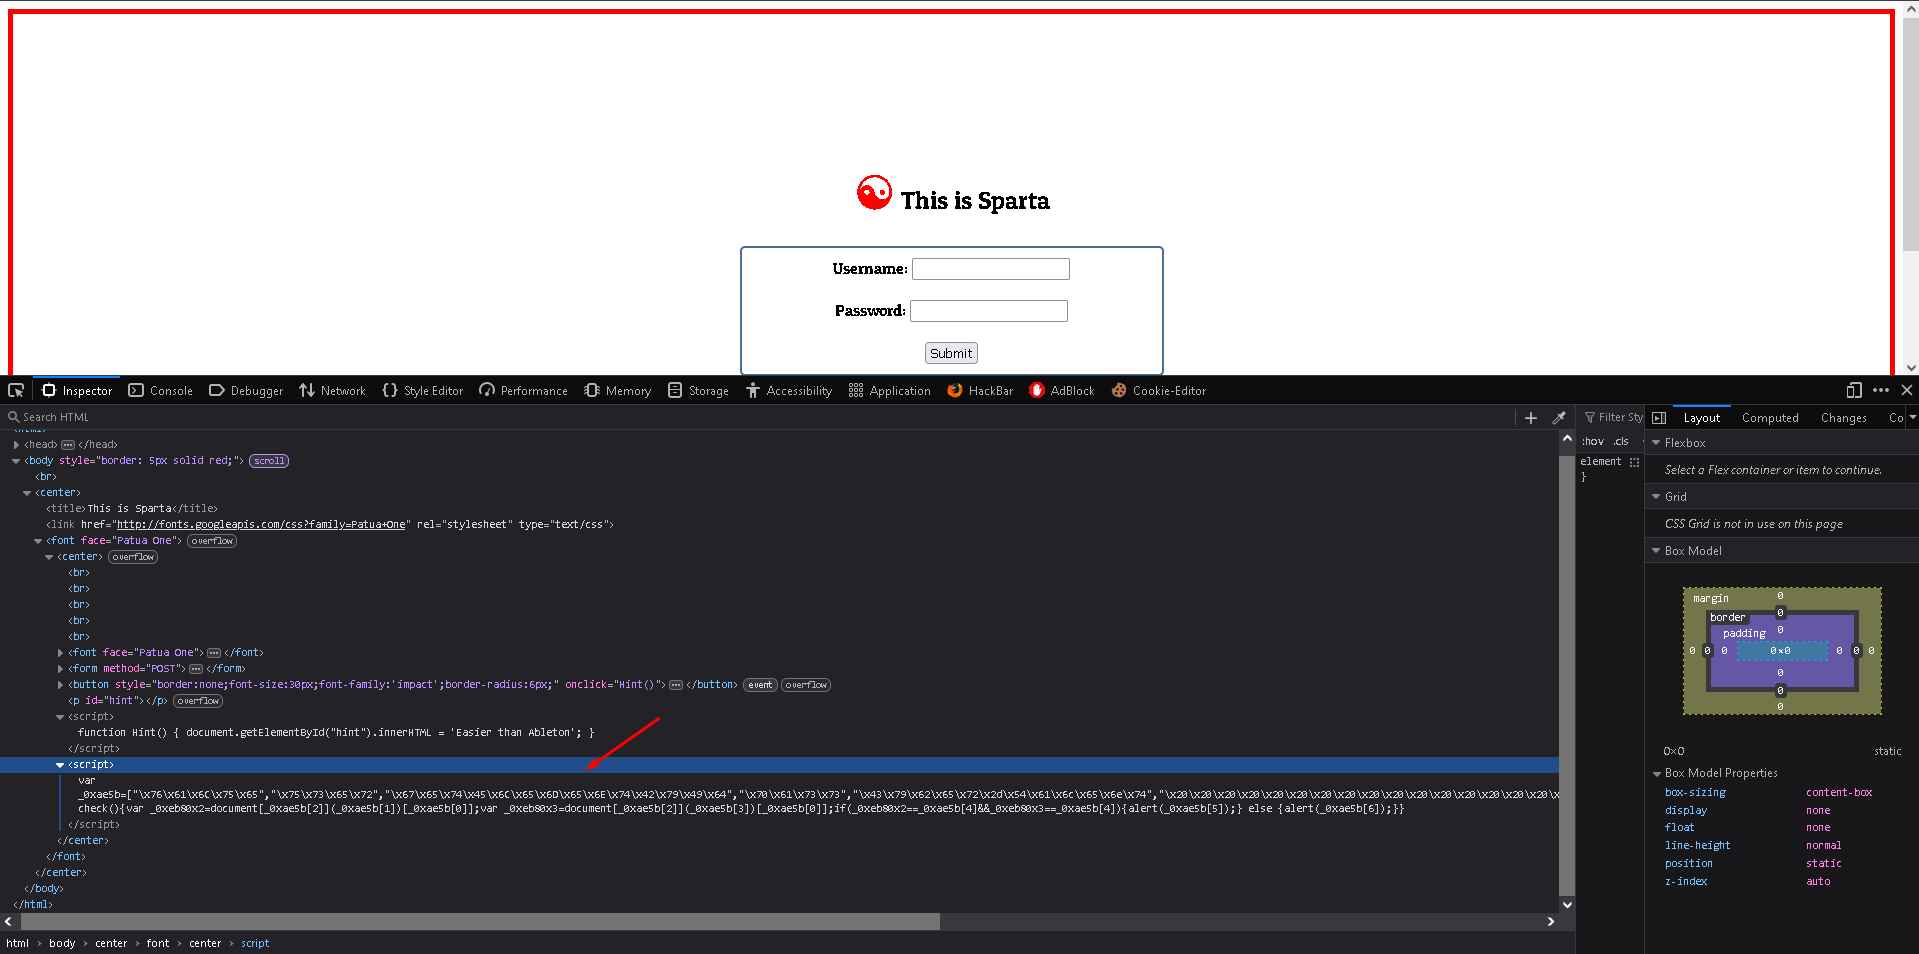 This is Sparta
Username:
Password:
Submit
Inspector Console Debugger Network Style Editor Performance Memory Storage Accessibility Application HackBar AdBlock Cookie-Editor
Search HTML
Filter Sty
Layout Computed Changes Co
:hov .cls
element
}
<head> </head>
<body style="border: 5px solid red;"> scroll
<br>
<center>
<title>This is Sparta</title>
<link href="http://fonts.googleapis.com/css?family=Patua+One" rel="stylesheet" type="text/css">
<font face="Patua One"> overflow
<center> overflow
<br>
<br>
<br>
<br>
<br>
<font face="Patua One"> </font>
<form method="POST"> </form>
<button style="border:none;font-size:30px;font-family:'impact';border-radius:6px;" onclick="Hint()"> </button> event overflow
<p id="hint"></p> overflow
<script>
function Hint() { document.getElementById("hint").innerHTML = 'Easier than Ableton'; }
</script>
<script>
var
_0xae5b=["\x76\x61\x6C\x75\x65","\x75\x73\x65\x72","\x67\x65\x74\x45\x6C\x65\x6D\x65\x6E\x74\x42\x79\x49\x64","\x70\x61\x73\x73","\x43\x79\x62\x65\x72\x2d\x54\x61\x6c\x65\x6e\x74","\x20\x20\x20\x20\x20\x20\x20\x20\x20\x20\x20\x20\x20\x20\x20\x20\x20\x20\x20\x20\x
check(){var _0xeb80x2=document[_0xae5b[2]](_0xae5b[1])[_0xae5b[0]];var _0xeb80x3=document[_0xae5b[2]](_0xae5b[3])[_0xae5b[0]];if(_0xeb80x2==_0xae5b[4]&&_0xeb80x3==_0xae5b[4]){alert(_0xae5b[5]);} else {alert(_0xae5b[6]);}}
</script>
</center>
</font>
</center>
</body>
</html>
html body center font center script
Flexbox
Select a Flex container or item to continue.
Grid
CSS Grid is not in use on this page
Box Model
margin 0
border 0
padding 0
0 0 0 0×0 0 0 0
0
0
0
0×0 static
Box Model Properties
box-sizing content-box
display none
float none
line-height normal
position static
z-index auto